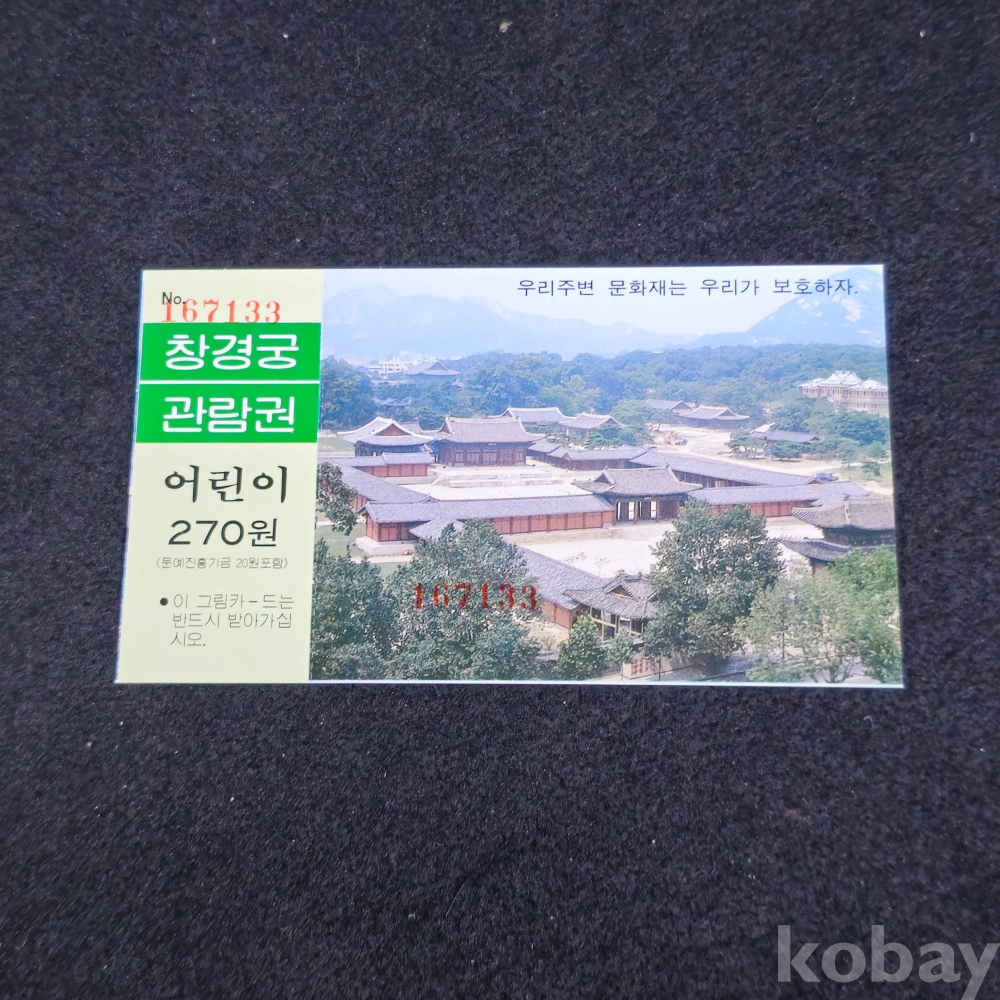 No.
167133
창경궁
관람권
어린이
270원
(문예진흥기금 20원포함)
● 이 그림카-드는
반드시 받아가십
시오.
우리주변 문화재는 우리가 보호하자.
167133
kobay